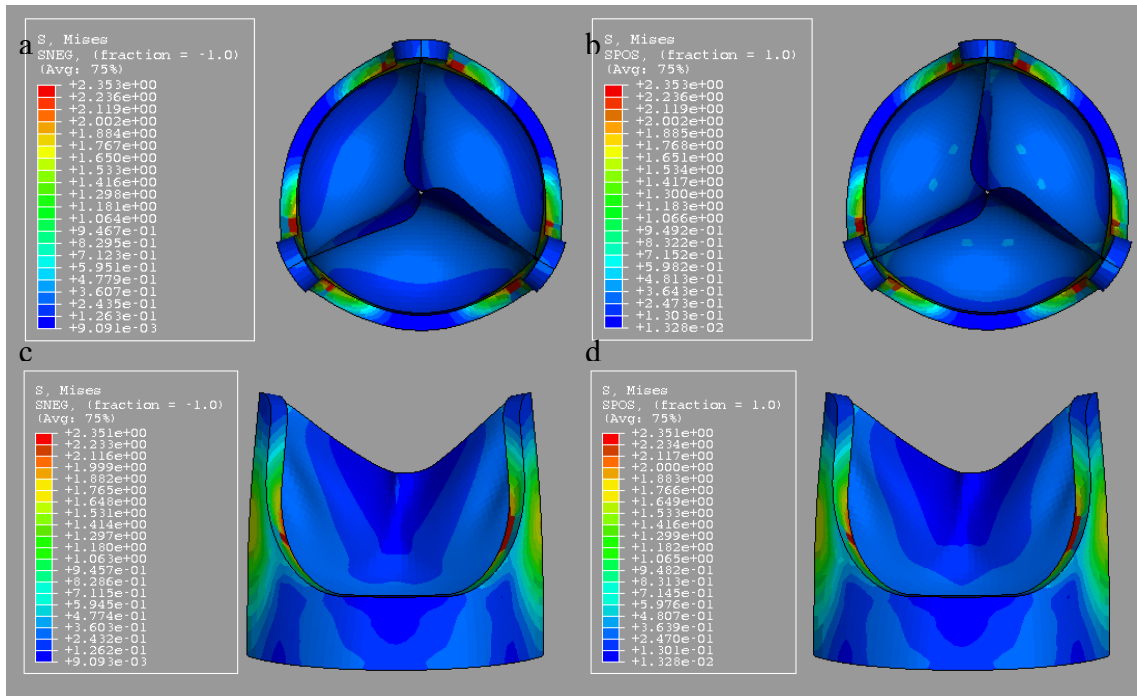 a
S, Mises
SNEG, (fraction = -1.0)
(Avg: 75%)
+2.353e+00
+2.236e+00
+2.119e+00
+2.002e+00
+1.884e+00
+1.767e+00
+1.650e+00
+1.533e+00
+1.416e+00
+1.298e+00
+1.181e+00
+1.064e+00
+9.467e-01
+8.295e-01
+7.123e-01
+5.951e-01
+4.779e-01
+3.607e-01
+2.435e-01
+1.263e-01
+9.091e-03
b
S, Mises
SPOS, (fraction = 1.0)
(Avg: 75%)
+2.353e+00
+2.236e+00
+2.119e+00
+2.002e+00
+1.885e+00
+1.768e+00
+1.651e+00
+1.534e+00
+1.417e+00
+1.300e+00
+1.183e+00
+1.066e+00
+9.492e-01
+8.322e-01
+7.152e-01
+5.982e-01
+4.813e-01
+3.643e-01
+2.473e-01
+1.303e-01
+1.328e-02
c
S, Mises
SNEG, (fraction = -1.0)
(Avg: 75%)
+2.351e+00
+2.233e+00
+2.116e+00
+1.999e+00
+1.882e+00
+1.765e+00
+1.648e+00
+1.531e+00
+1.414e+00
+1.297e+00
+1.180e+00
+1.063e+00
+9.457e-01
+8.286e-01
+7.115e-01
+5.945e-01
+4.774e-01
+3.603e-01
+2.432e-01
+1.262e-01
+9.093e-03
d
S, Mises
SPOS, (fraction = 1.0)
(Avg: 75%)
+2.351e+00
+2.234e+00
+2.117e+00
+2.000e+00
+1.883e+00
+1.766e+00
+1.649e+00
+1.533e+00
+1.416e+00
+1.299e+00
+1.182e+00
+1.065e+00
+9.482e-01
+8.313e-01
+7.145e-01
+5.976e-01
+4.807e-01
+3.639e-01
+2.470e-01
+1.301e-01
+1.328e-02